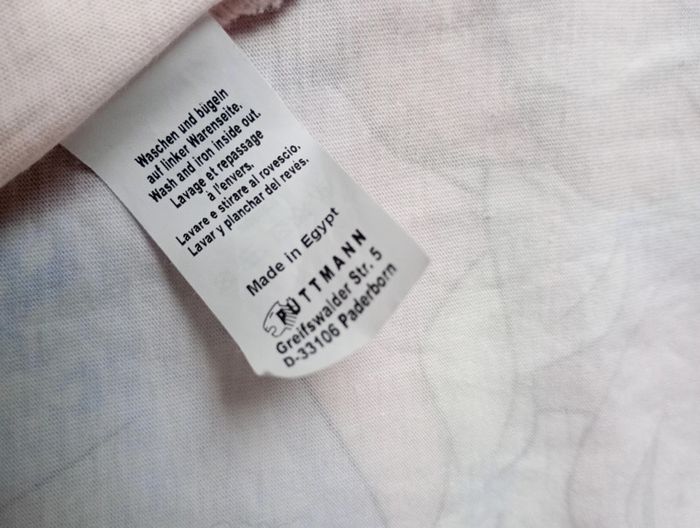 Waschen und bügeln
auf linker Warenseite.
Wash and iron inside out.
Lavage et repassage
à l'envers.
Lavare e stirare al rovescio.
Lavar y planchar del revés.
Made in Egypt
PÜTTMANN
Greifswalder Str. 5
D-33106 Paderborn